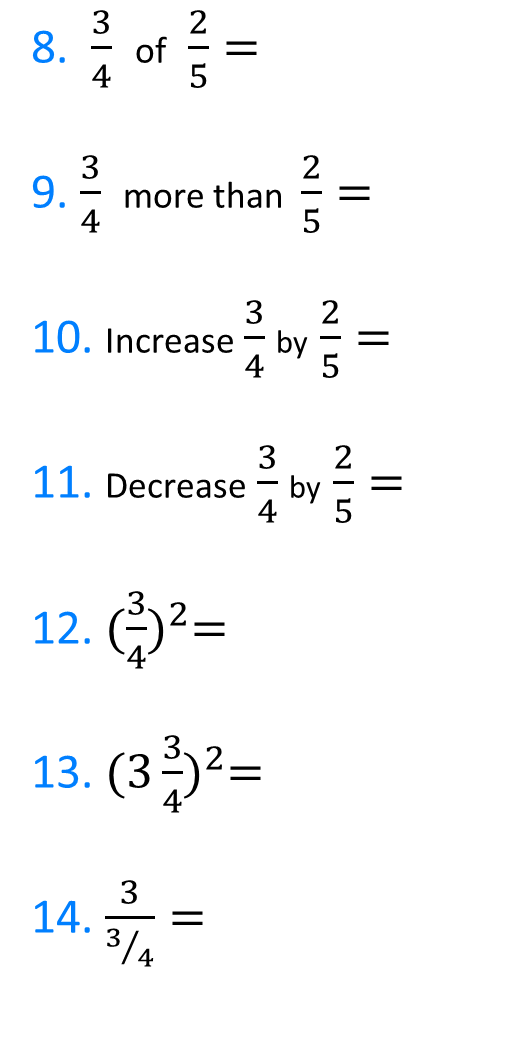 8. 3/4 of 2/5 =
9. 3/4 more than 2/5 =
10. Increase 3/4 by 2/5 =
11. Decrease 3/4 by 2/5 =
12. (3/4)²=
13. (3 3/4)²=
14. 3/(3/4) =